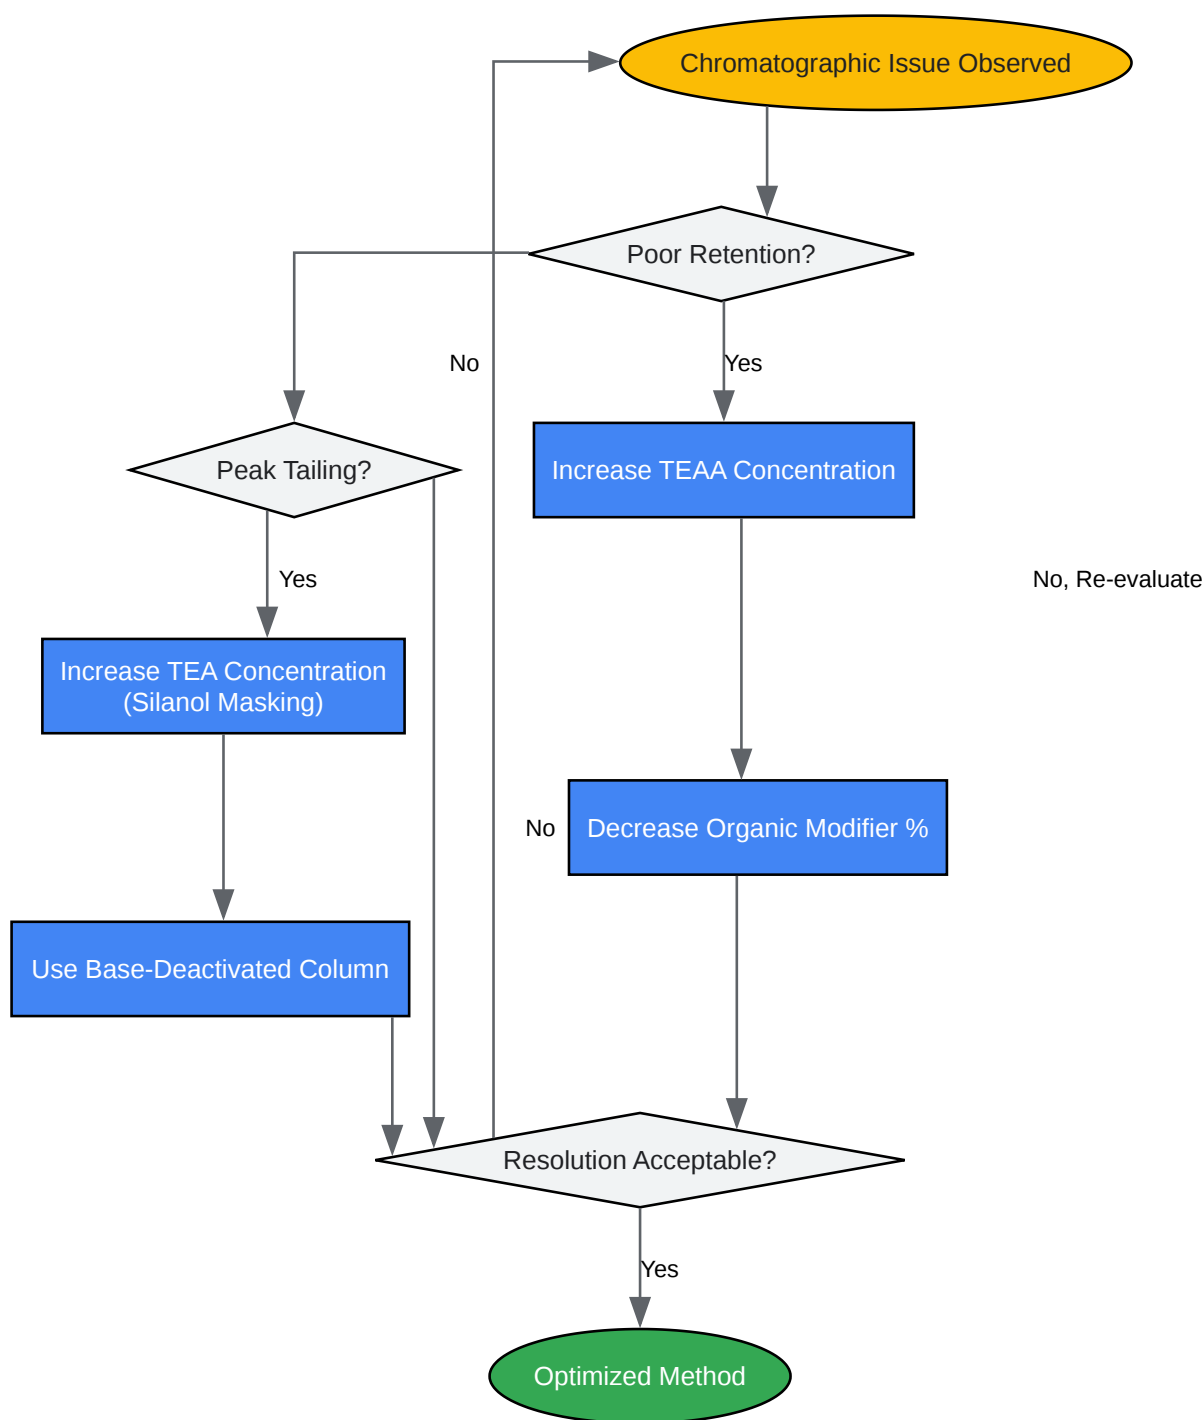 Chromatographic Issue Observed
Poor Retention?
No
Yes
Peak Tailing?
Increase TEAA Concentration
Yes
No, Re-evaluate
Increase TEA Concentration
(Silanol Masking)
No
Decrease Organic Modifier %
Use Base-Deactivated Column
Resolution Acceptable?
Yes
Optimized Method